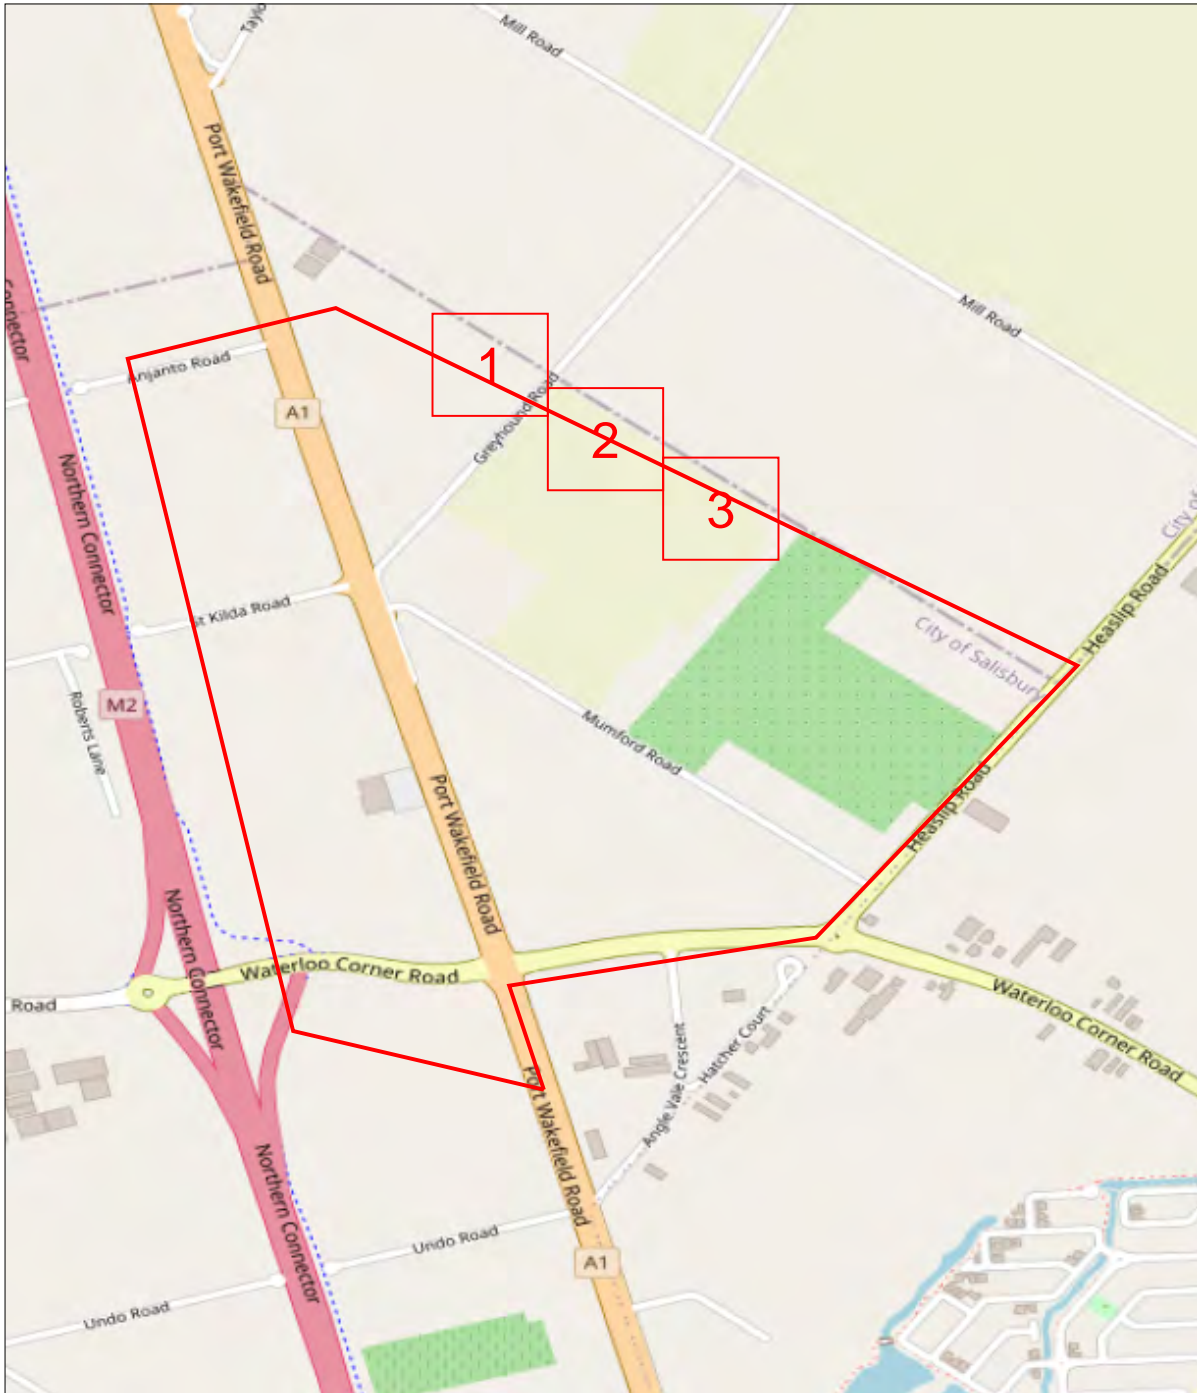 Taylo
Mill Road
Port Wakefield Road
Mill Road
Connector
Anjanto Road
1
A1
Greyhound Road
2
3
City of
Northern Connector
Heaslip Road
St Kilda Road
City of Salisbury
M2
Roberts Lane
Mumford Road
Port Wakefield Road
Heaslip Road
Northern Connector
Waterloo Corner Road
Road
Waterloo Corner Road
Hatcher Court
Angle Vale Crescent
Port Wakefield Road
Northern Connector
Undo Road
A1
Undo Road